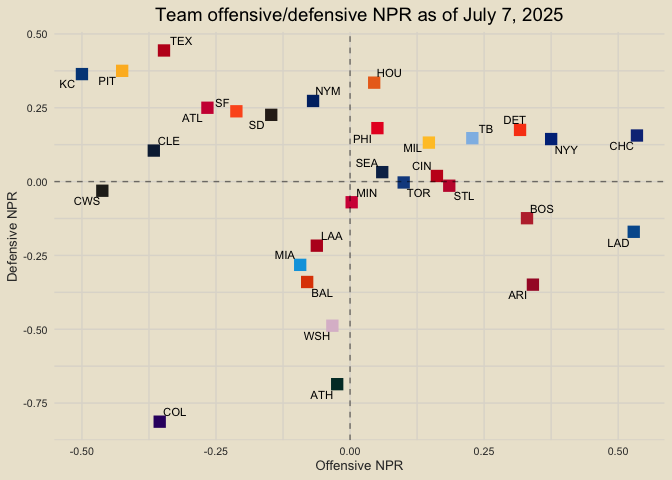 Team offensive/defensive NPR as of July 7, 2025
0.50
TEX
HOU
KC
PIT
NYM
0.25
ATL
SF
SD
PHI
MIL
TB
DET
NYY
CHC
CLE
SEA
CIN
0.00
CWS
MIN
TOR
STL
BOS
LAD
LAA
Defensive NPR
-0.25
MIA
BAL
ARI
WSH
-0.50
ATH
-0.75
COL
-0.50
-0.25
0.00
0.25
0.50
Offensive NPR